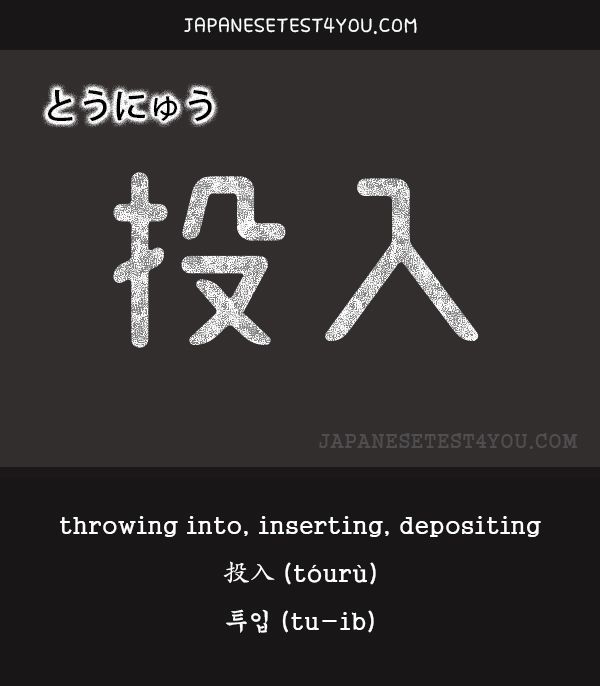 JAPANESETEST4YOU.COM
とうにゅう
投入
JAPANESETEST4YOU.COM
throwing into, inserting, depositing
投入 (tóurù)
투입 (tu-ib)